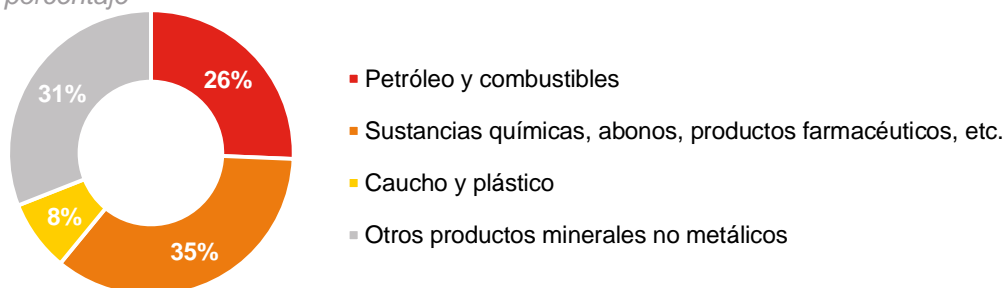 porcentaje
26%
31%
8%
35%
Petróleo y combustibles
Sustancias químicas, abonos, productos farmacéuticos, etc.
Caucho y plástico
Otros productos minerales no metálicos